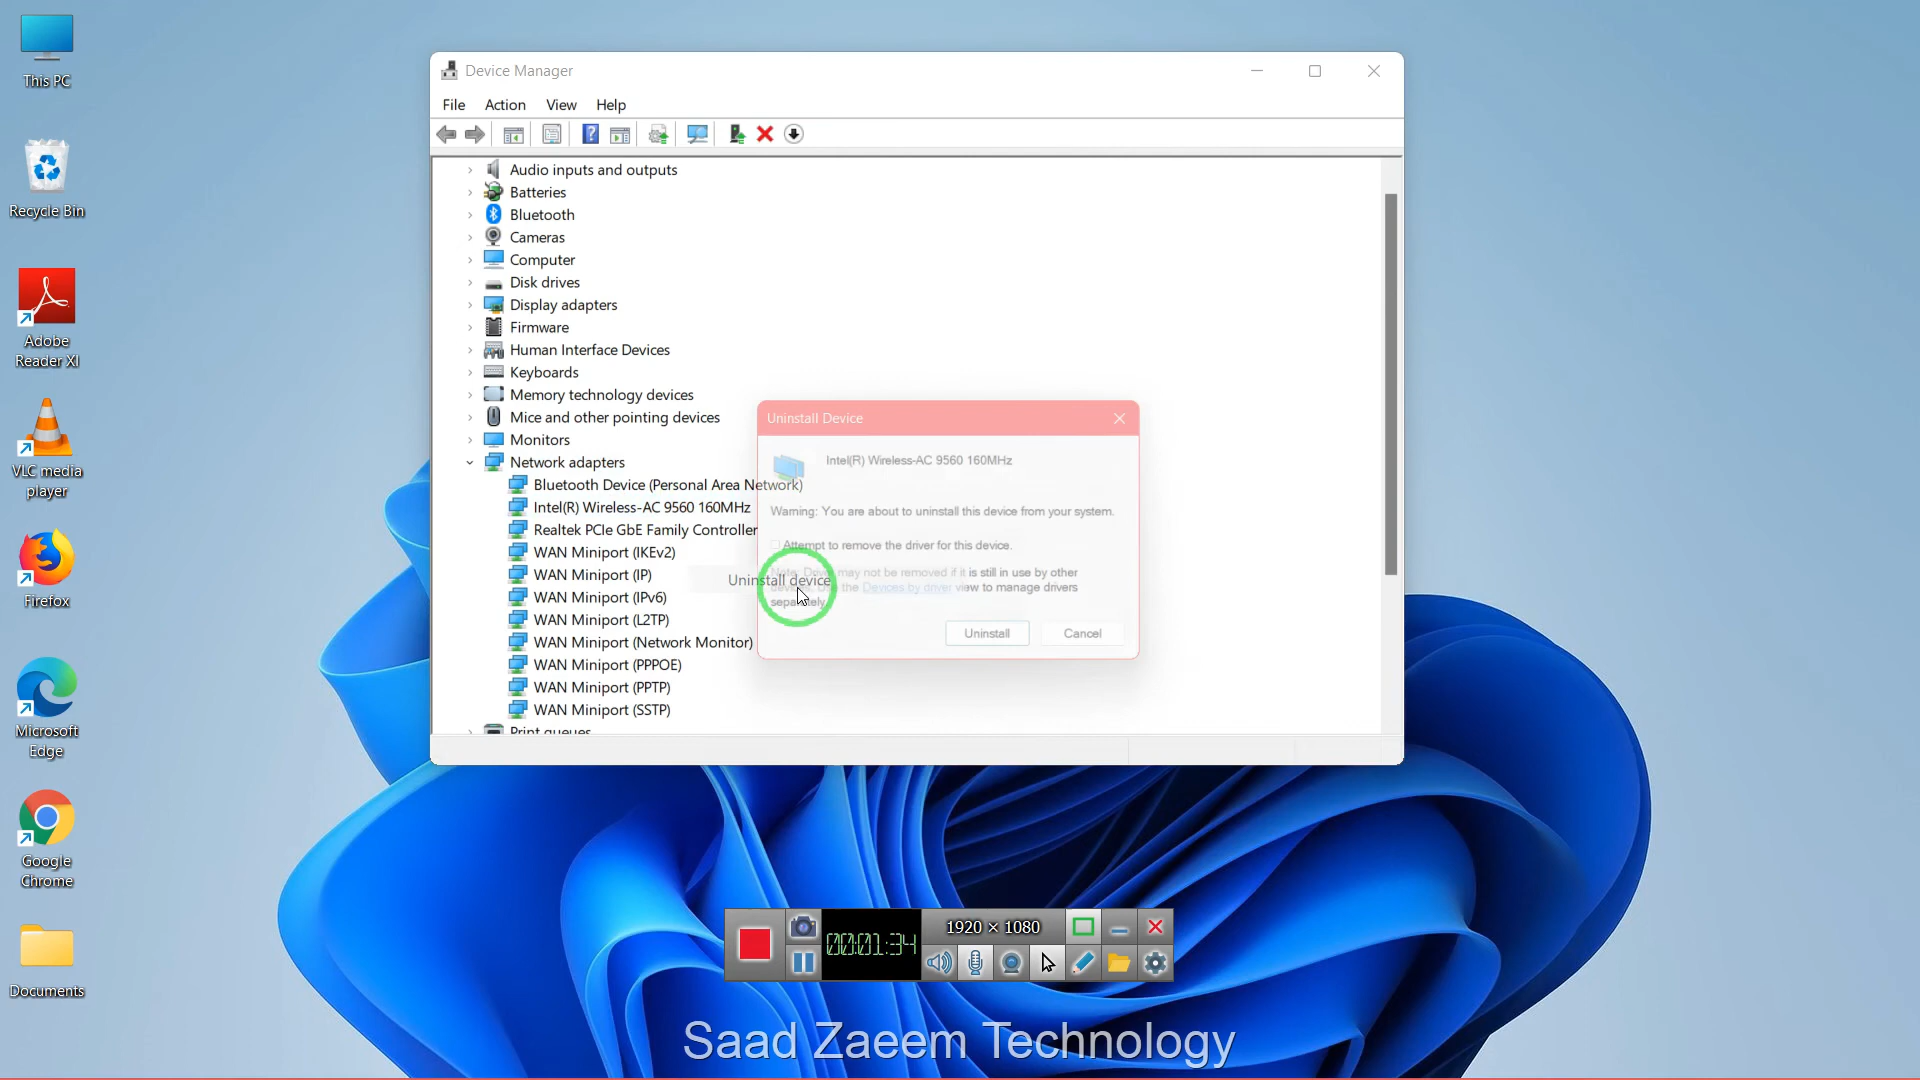 This PC
Recycle Bin
Adobe
Reader XI
VLC media
player
Firefox
Microsoft
Edge
Google
Chrome
Documents
Device Manager
File Action View Help
Audio inputs and outputs
Batteries
Bluetooth
Cameras
Computer
Disk drives
Display adapters
Firmware
Human Interface Devices
Keyboards
Memory technology devices
Mice and other pointing devices
Monitors
Network adapters
Bluetooth Device (Personal Area Network)
Intel(R) Wireless-AC 9560 160MHz
Realtek PCIe GbE Family Controller
WAN Miniport (IKEv2)
WAN Miniport (IP)
WAN Miniport (IPv6)
WAN Miniport (L2TP)
WAN Miniport (Network Monitor)
WAN Miniport (PPPOE)
WAN Miniport (PPTP)
WAN Miniport (SSTP)
Print queues
Uninstall device
Uninstall Device
Intel(R) Wireless-AC 9560 160MHz
Warning: You are about to uninstall this device from your system.
Attempt to remove the driver for this device.
Note: Driver may not be removed if it is still in use by other
devices. Use the Devices by driver view to manage drivers
separately.
Uninstall Cancel
00:01:34
1920 × 1080
Saad Zaeem Technology